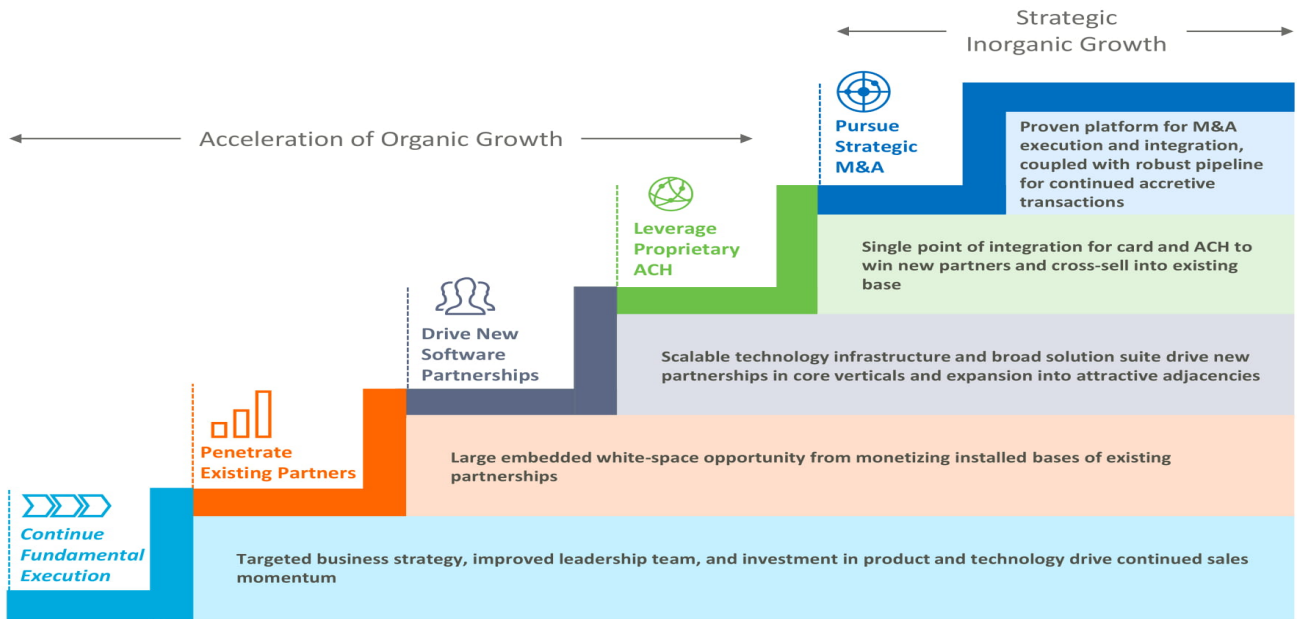 Strategic
Inorganic Growth
Acceleration of Organic Growth
Pursue
Strategic
M&A
Proven platform for M&A
execution and integration,
coupled with robust pipeline
for continued accretive
transactions
Leverage
Proprietary
ACH
Single point of integration for card and ACH to
win new partners and cross-sell into existing
base
Drive New
Software
Partnerships
Scalable technology infrastructure and broad solution suite drive new
partnerships in core verticals and expansion into attractive adjacencies
Penetrate
Existing Partners
Large embedded white-space opportunity from monetizing installed bases of existing
partnerships
Continue
Fundamental
Execution
Targeted business strategy, improved leadership team, and investment in product and technology drive continued sales
momentum